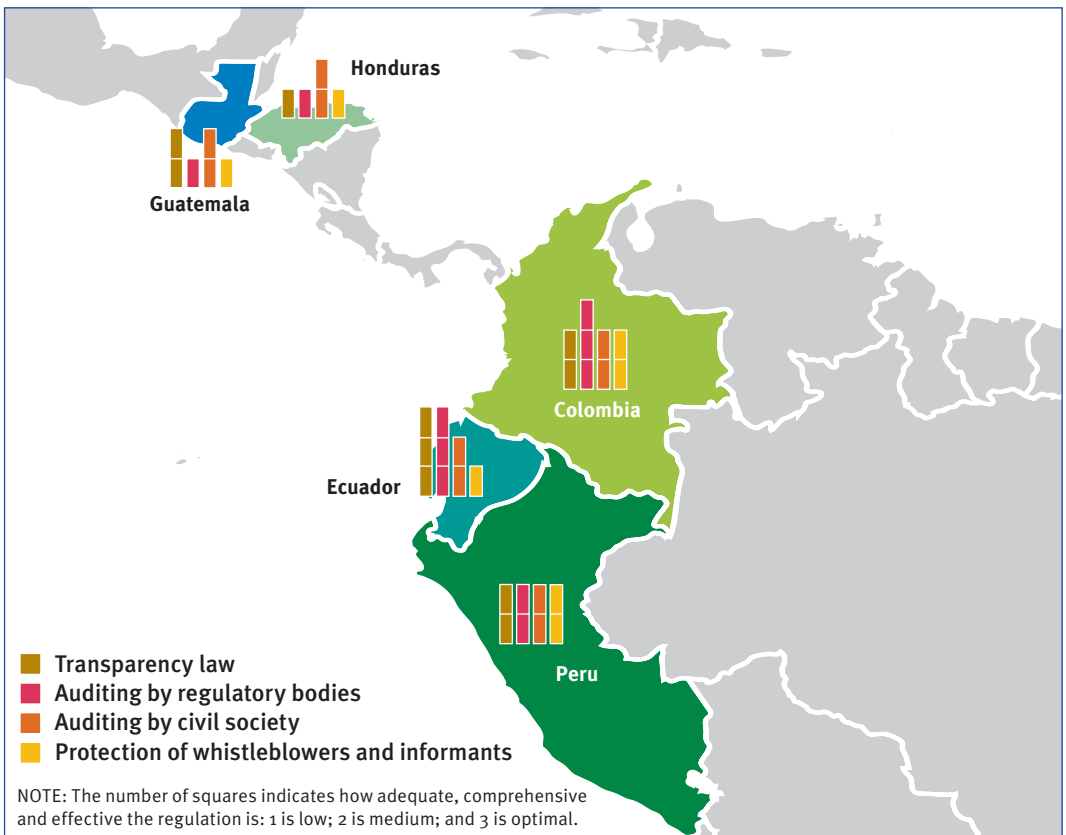 Honduras
Guatemala
Colombia
Ecuador
Peru
Transparency law
Auditing by regulatory bodies
Auditing by civil society
Protection of whistleblowers and informants
NOTE: The number of squares indicates how adequate, comprehensive
and effective the regulation is: 1 is low; 2 is medium; and 3 is optimal.